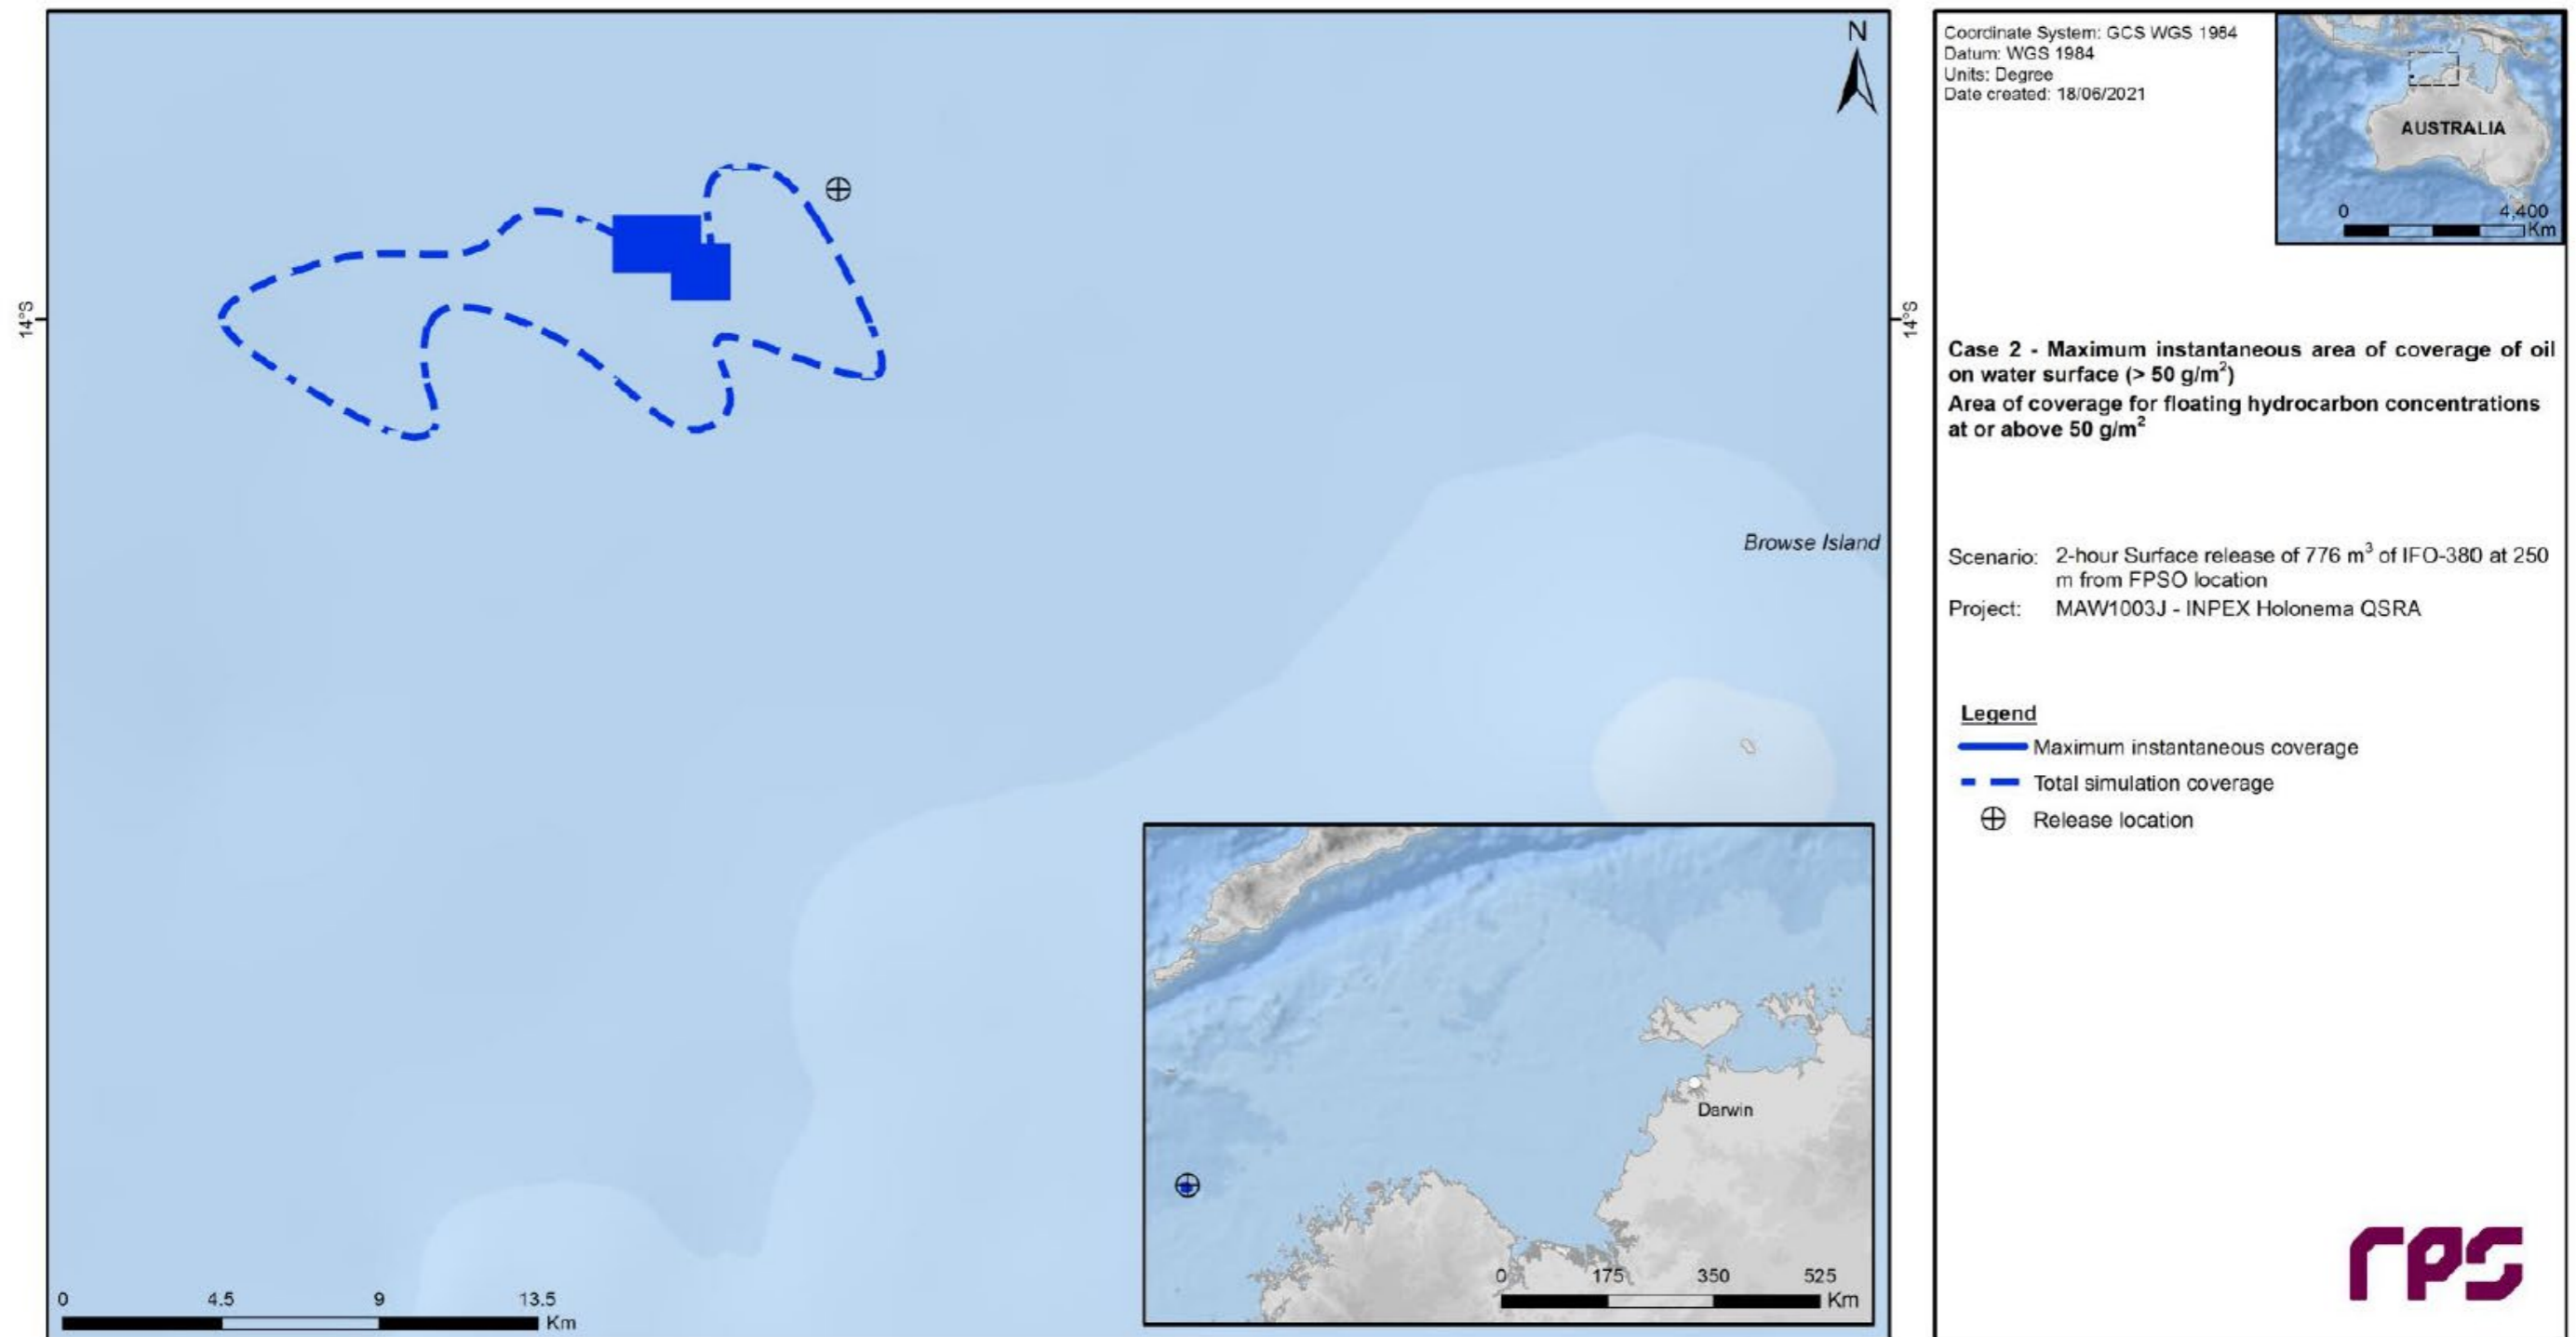 N
14°S
14°S
Browse Island
Darwin
0 175 350 525
Km
0 4.5 9 13.5
Km
Coordinate System: GCS WGS 1984
Datum: WGS 1984
Units: Degree
Date created: 18/06/2021
AUSTRALIA
0 4,400
Km
Case 2 - Maximum instantaneous area of coverage of oil
on water surface (> 50 g/m²)
Area of coverage for floating hydrocarbon concentrations
at or above 50 g/m²
Scenario: 2-hour Surface release of 776 m³ of IFO-380 at 250
m from FPSO location
Project: MAW1003J - INPEX Holonema QSRA
Legend
Maximum instantaneous coverage
Total simulation coverage
Release location
rps